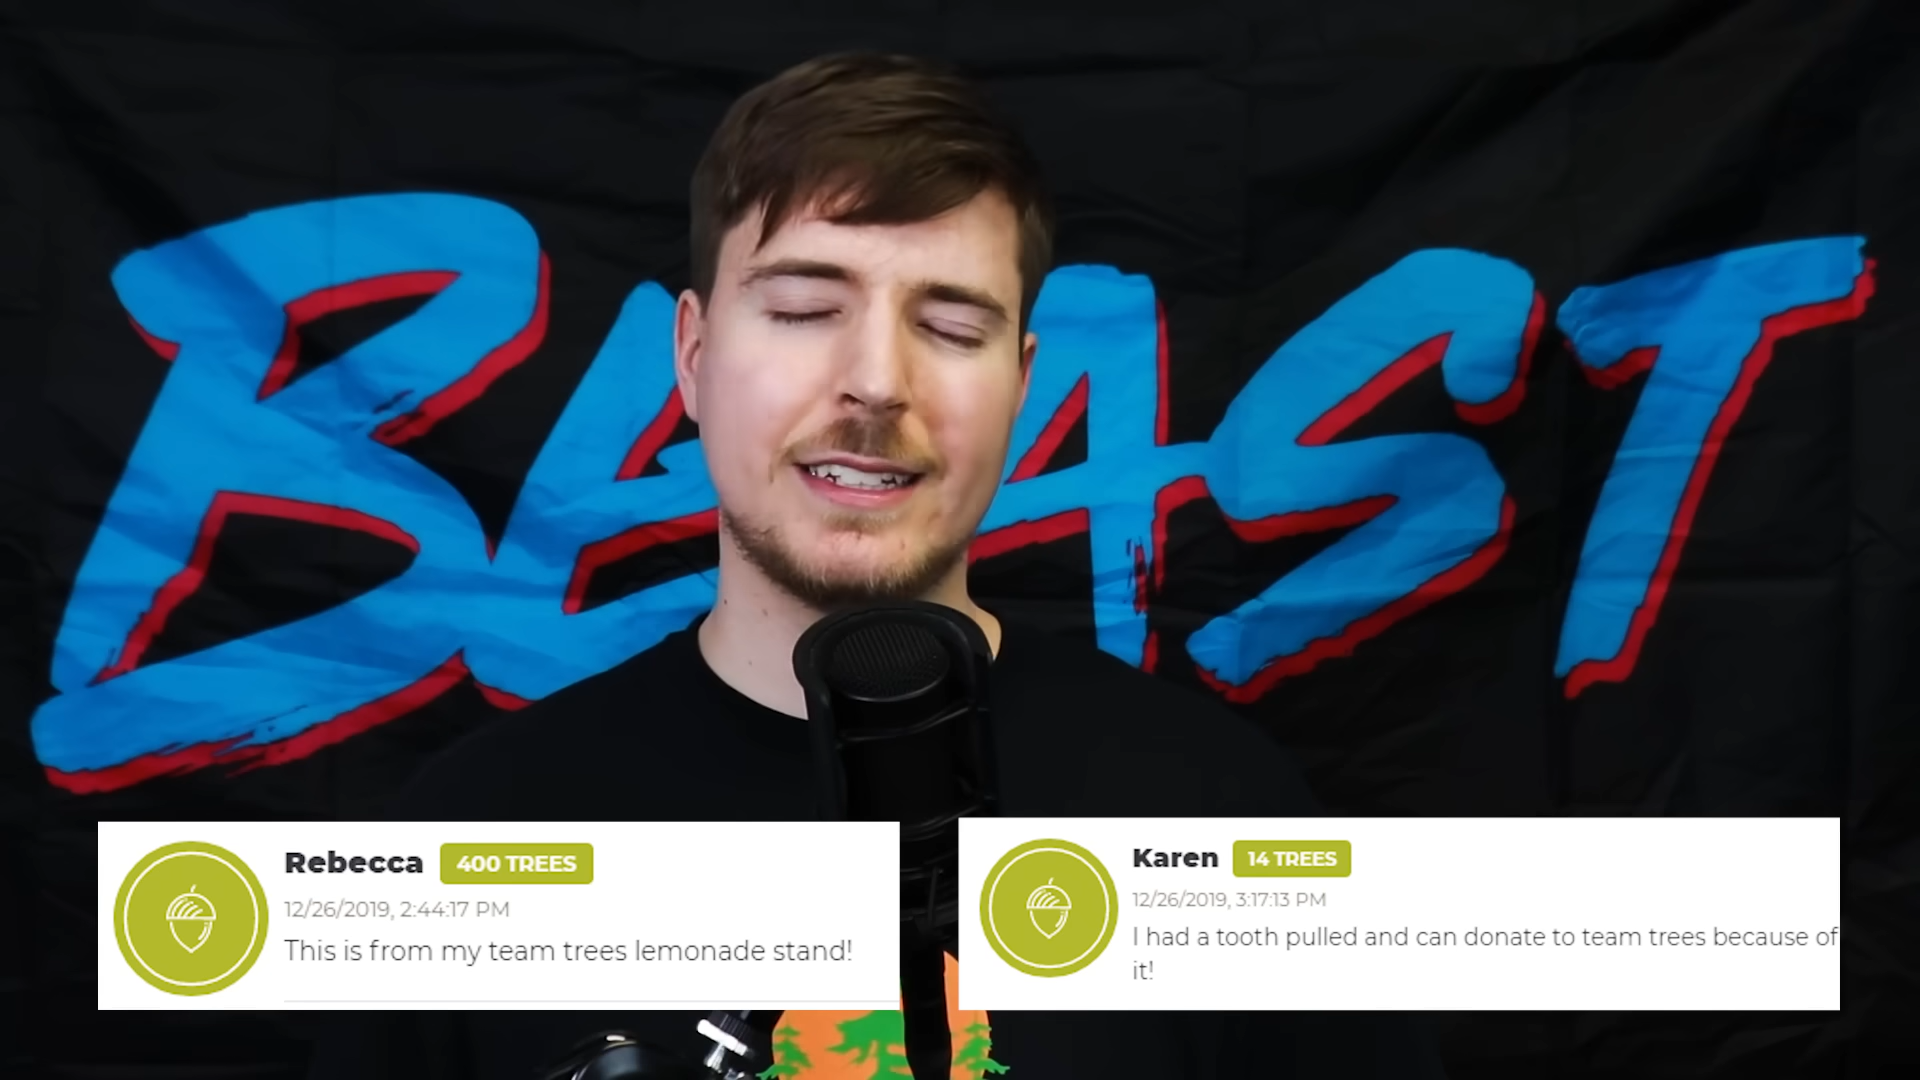 BEAST
Rebecca 400 TREES
12/26/2019, 2:44:17 PM
This is from my team trees lemonade stand!
Karen 14 TREES
12/26/2019, 3:17:13 PM
I had a tooth pulled and can donate to team trees because of
it!